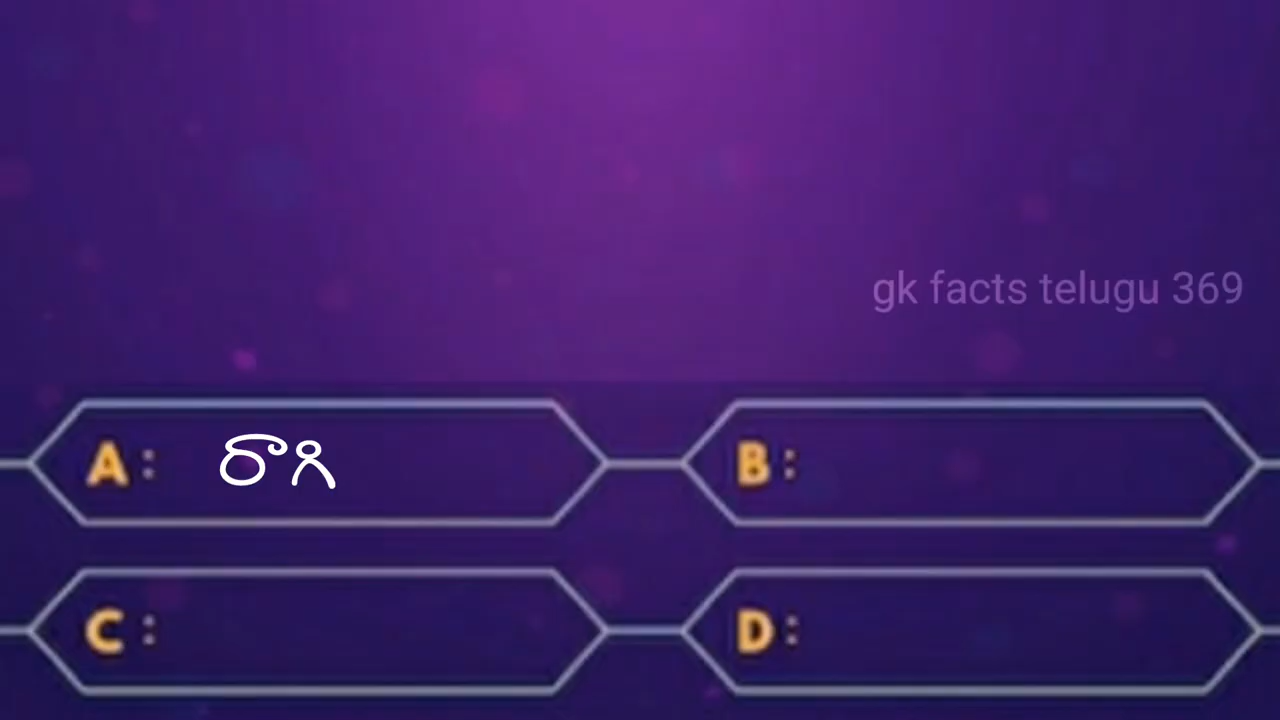 gk facts telugu 369
A : రాగి
B :
C :
D :